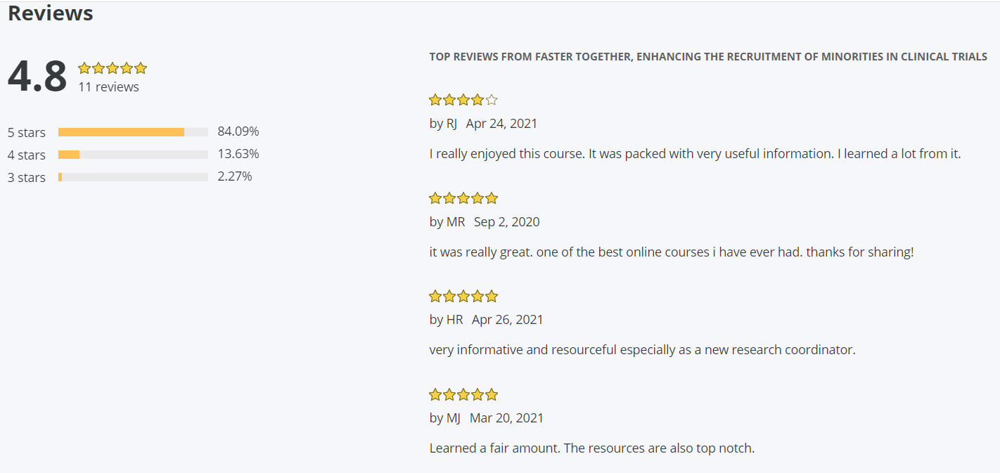 Reviews
4.8
11 reviews
5 stars 84.09%
4 stars 13.63%
3 stars 2.27%
TOP REVIEWS FROM FASTER TOGETHER, ENHANCING THE RECRUITMENT OF MINORITIES IN CLINICAL TRIALS
by RJ Apr 24, 2021
I really enjoyed this course. It was packed with very useful information. I learned a lot from it.
by MR Sep 2, 2020
it was really great. one of the best online courses i have ever had. thanks for sharing!
by HR Apr 26, 2021
very informative and resourceful especially as a new research coordinator.
by MJ Mar 20, 2021
Learned a fair amount. The resources are also top notch.